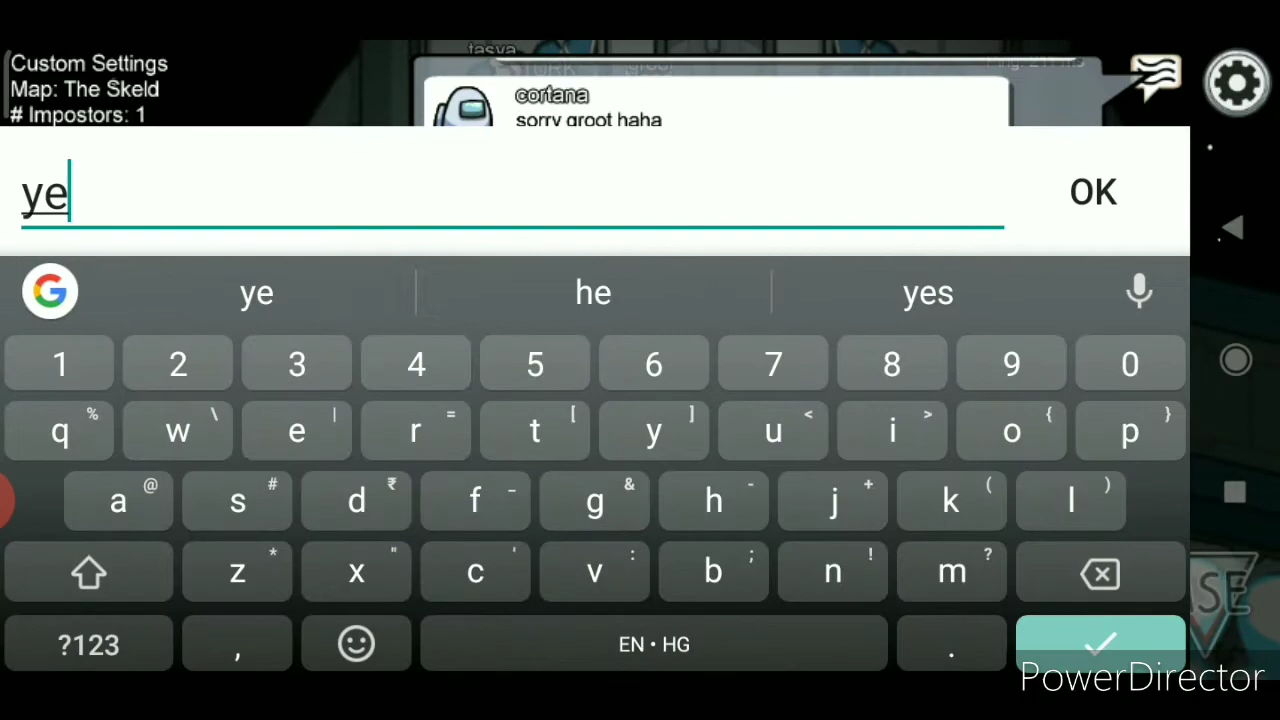 tasya
Custom Settings
Map: The Skeld
# Impostors: 1
cortana
sorry groot haha
ye
OK
G
ye he yes
1 2 3 4 5 6 7 8 9 0
% \ | = [ ] < > { }
q w e r t y u i o p
@ # ₹ _ & - + ( )
a s d f g h j k l
* " ' : ; ! ?
z x c v b n m
?123 , EN • HG .
PowerDirector